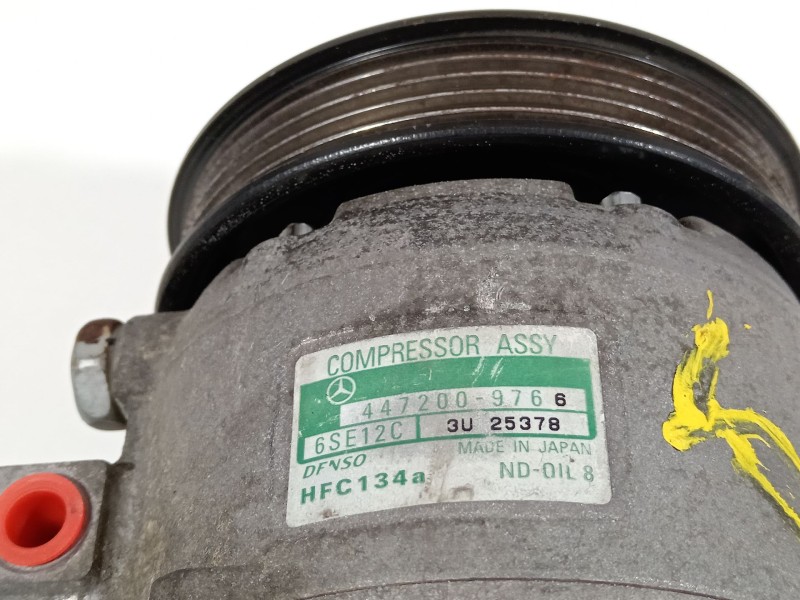 COMPRESSOR ASSY
447200-9766
6SE12C 3U 25378
DENSO MADE IN JAPAN
HFC134a ND-OIL 8